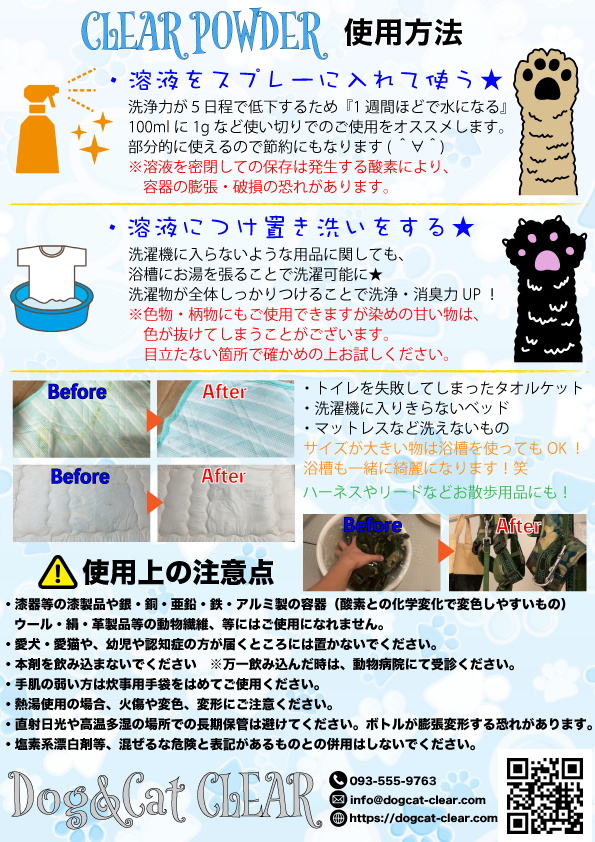 CLEAR POWDER 使用方法
・溶液をスプレーに入れて使う★
洗浄力が5日程で低下するため『1週間ほどで水になる』
100mlに1gなど使い切りでのご使用をオススメします。
部分的に使えるので節約にもなります(＾∀＾)
※溶液を密閉しての保存は発生する酸素により、
容器の膨張・破損の恐れがあります。
・溶液につけ置き洗いをする★
洗濯機に入らないような用品に関しても、
浴槽にお湯を張ることで洗濯可能に★
洗濯物が全体しっかりつけることで洗浄・消臭力UP！
※色物・柄物にもご使用できますが染めの甘い物は、
色が抜けてしまうことがございます。
目立たない箇所で確かめの上お試しください。
Before After
Before After
・トイレを失敗してしまったタオルケット
・洗濯機に入りきらないベッド
・マットレスなど洗えないもの
サイズが大きい物は浴槽を使ってもOK！
浴槽も一緒に綺麗になります！笑
ハーネスやリードなどお散歩用品にも！
Before After
使用上の注意点
・漆器等の漆製品や銀・銅・亜鉛・鉄・アルミ製の容器（酸素との化学変化で変色しやすいもの）
ウール・絹・革製品等の動物繊維、等にはご使用になれません。
・愛犬・愛猫や、幼児や認知症の方が届くところには置かないでください。
・本剤を飲み込まないでください　※万一飲み込んだ時は、動物病院にて受診ください。
・手肌の弱い方は炊事用手袋をはめてご使用ください。
・熱湯使用の場合、火傷や変色、変形にご注意ください。
・直射日光や高温多湿の場所での長期保管は避けてください。ボトルが膨張変形する恐れがあります。
・塩素系漂白剤等、混ぜるな危険と表記があるものとの併用はしないでください。
Dog&Cat CLEAR
093-555-9763
info@dogcat-clear.com
https://dogcat-clear.com